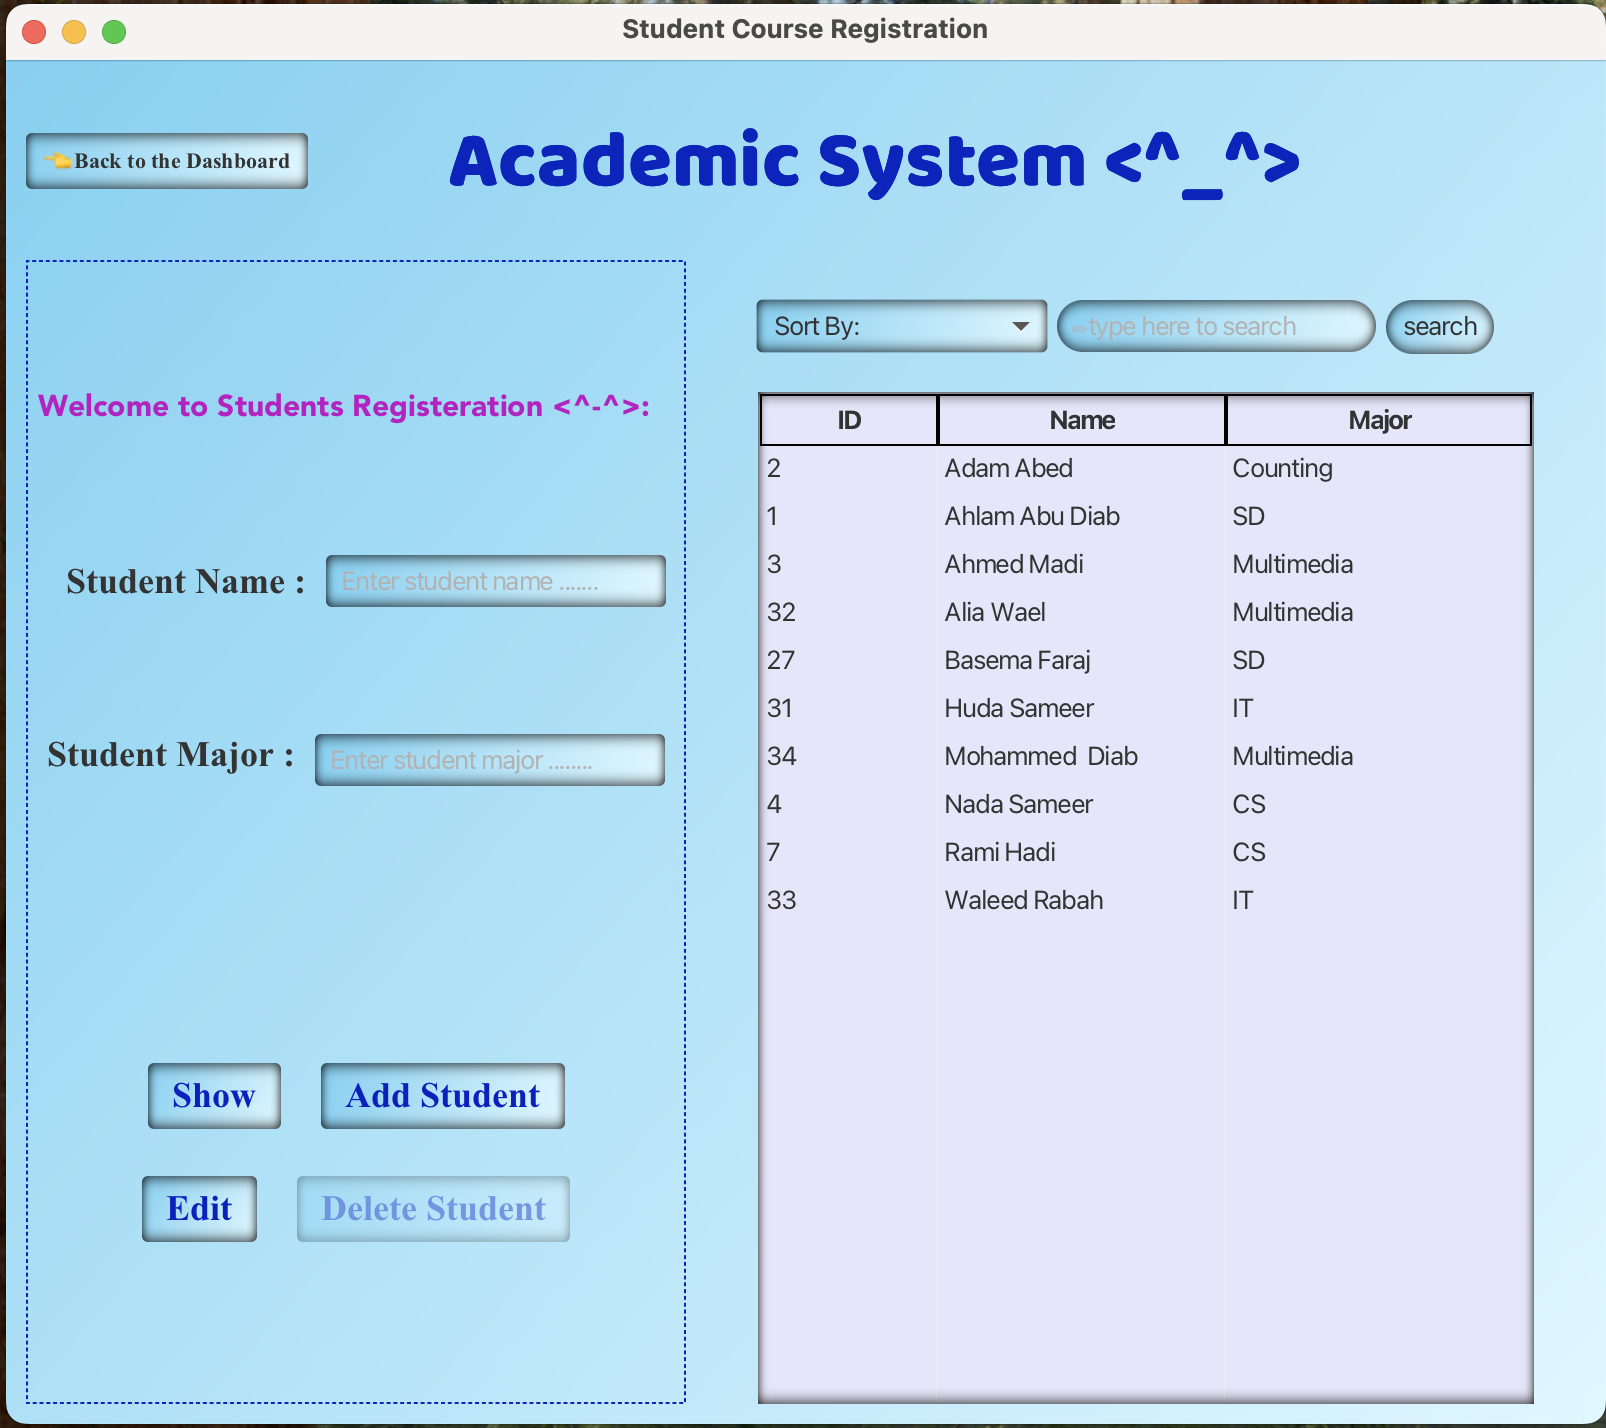 Student Course Registration
👈Back to the Dashboard
Academic System <^_^>
Welcome to Students Registeration <^-^>:
Student Name :
Enter student name .......
Student Major :
Enter student major ........
Show
Add Student
Edit
Delete Student
Sort By:
✏type here to search
search
ID Name Major
2 Adam Abed Counting
1 Ahlam Abu Diab SD
3 Ahmed Madi Multimedia
32 Alia Wael Multimedia
27 Basema Faraj SD
31 Huda Sameer IT
34 Mohammed  Diab Multimedia
4 Nada Sameer CS
7 Rami Hadi CS
33 Waleed Rabah IT